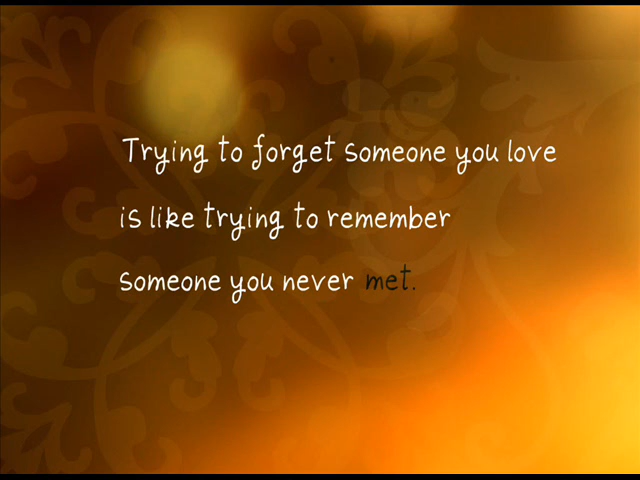 Trying to forget someone you love
is like trying to remember
someone you never met.